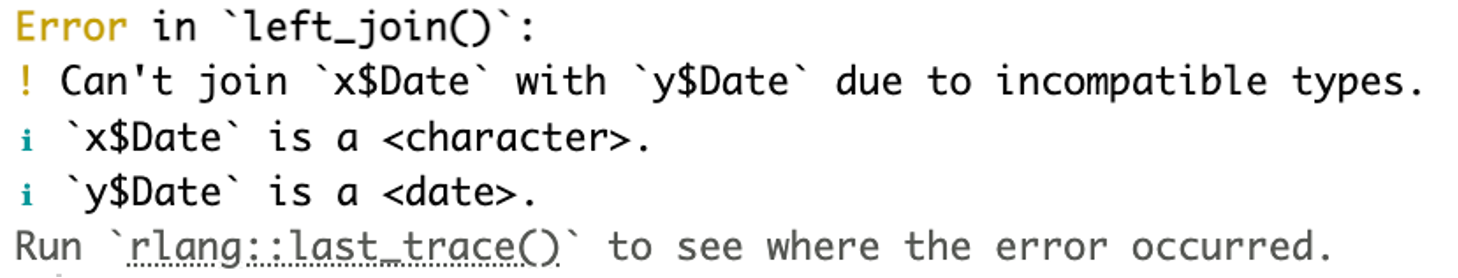 Error in `left_join()`:
! Can't join `x$Date` with `y$Date` due to incompatible types.
ℹ `x$Date` is a <character>.
ℹ `y$Date` is a <date>.
Run `rlang::last_trace()` to see where the error occurred.